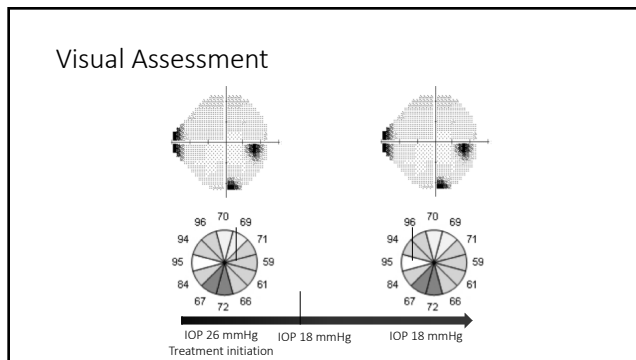 Visual Assessment
96 70 69
94 71
95 59
84 61
67 72 66
96 70 69
94 71
95 59
84 61
67 72 66
IOP 26 mmHg
Treatment initiation
IOP 18 mmHg
IOP 18 mmHg